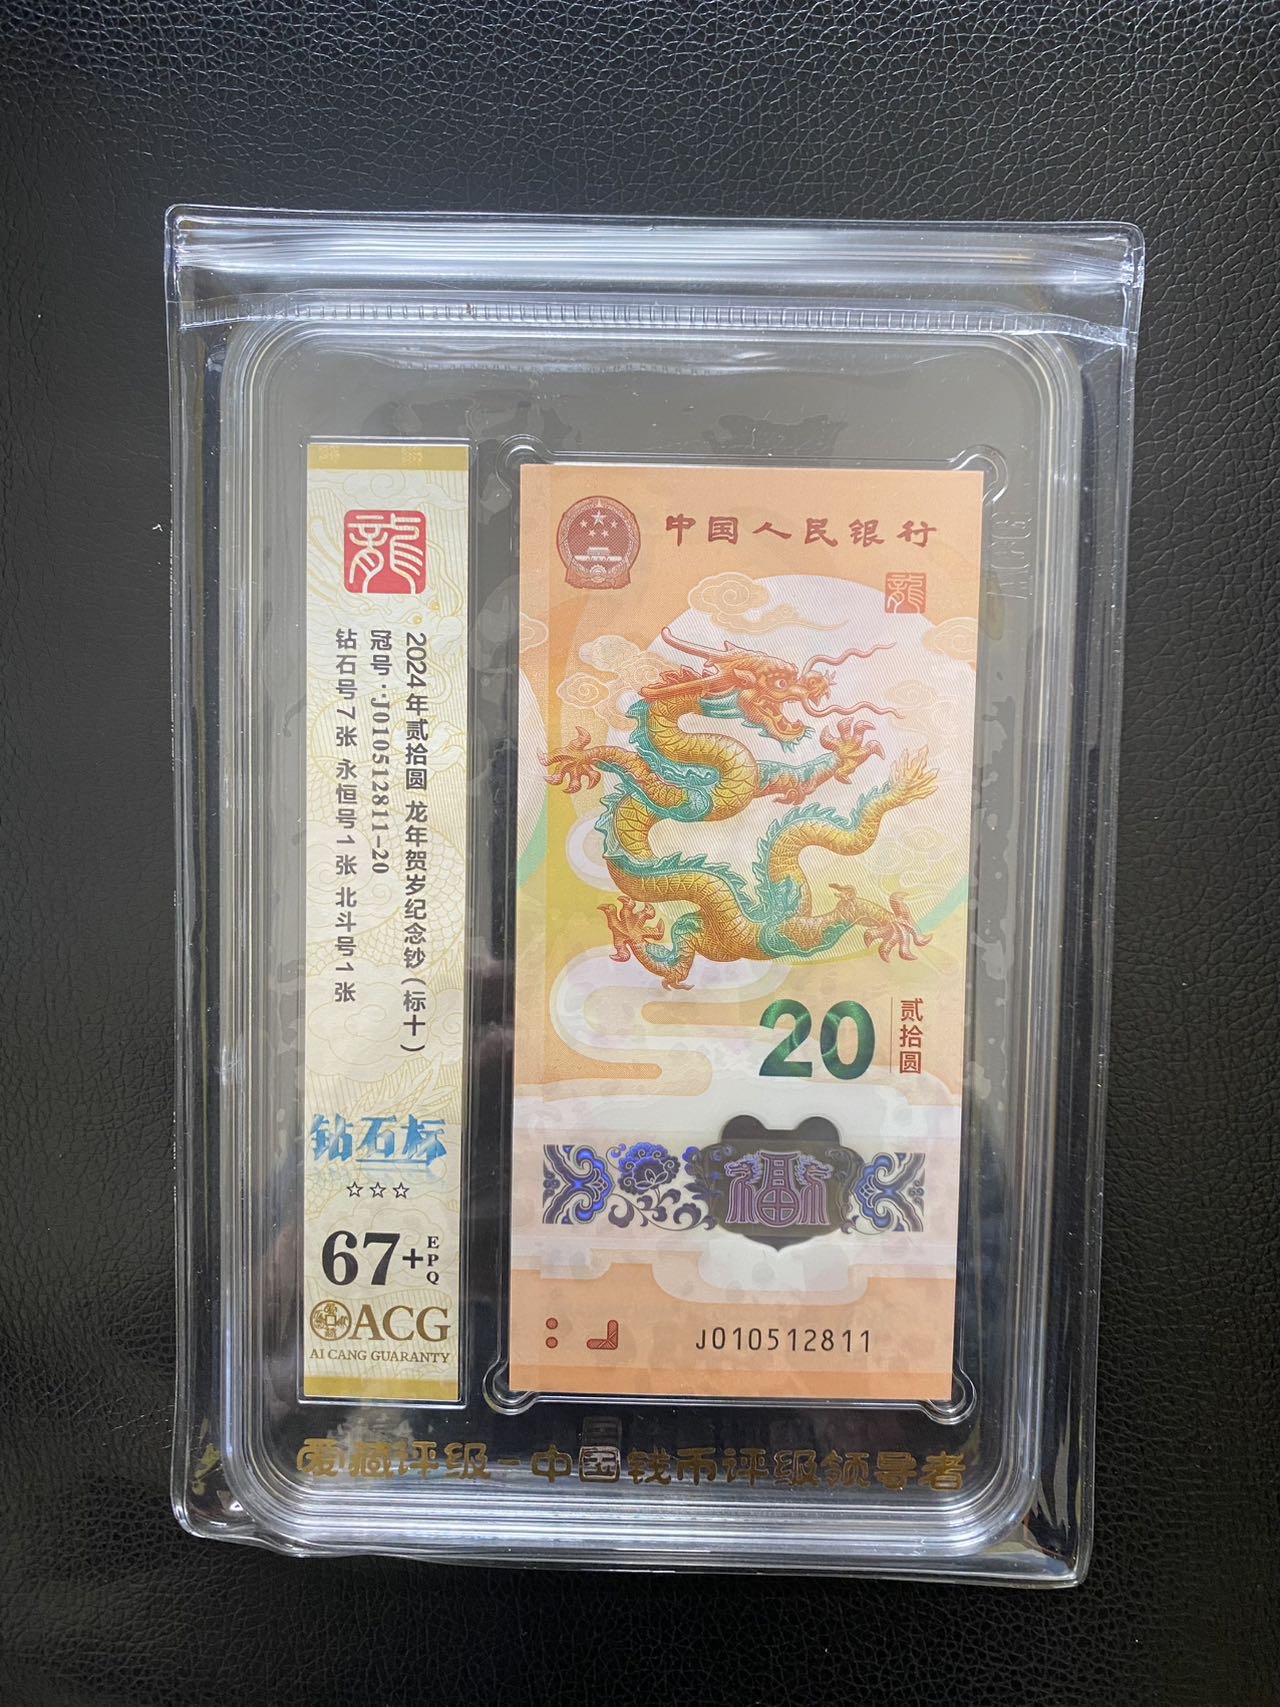 龍
2024年贰拾圆 龙年贺岁纪念钞（标十）
冠号：J010512811-20
钻石号7张 永恒号1张 北斗号1张
钻石标
☆☆☆
67+EPQ
ACG
AI CANG GUARANTY
中国人民银行
龍
20
贰拾圆
福
J010512811
爱藏评级-中国钱币评级领导者